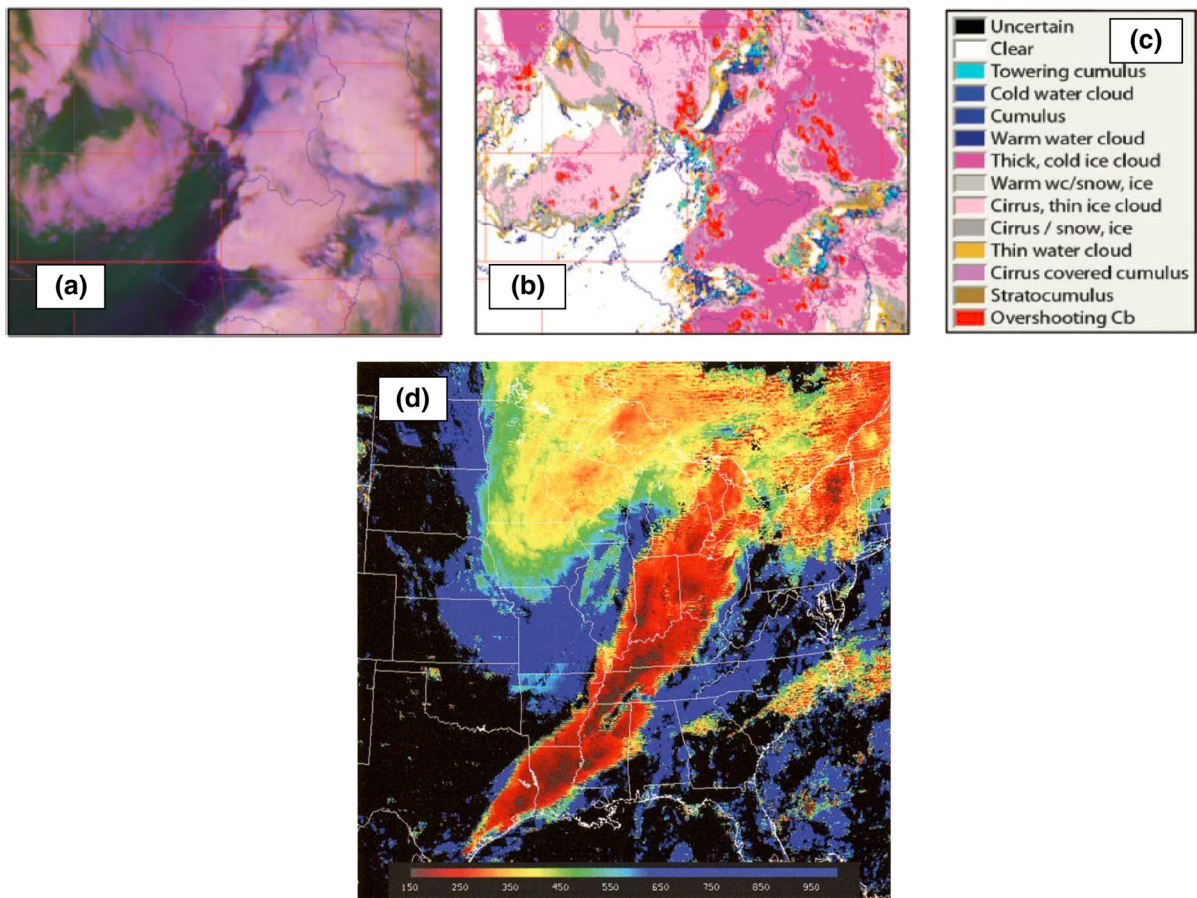 (a)
(b)
(c)
Uncertain
Clear
Towering cumulus
Cold water cloud
Cumulus
Warm water cloud
Thick, cold ice cloud
Warm wc/snow, ice
Cirrus, thin ice cloud
Cirrus / snow, ice
Thin water cloud
Cirrus covered cumulus
Stratocumulus
Overshooting Cb
(d)
150 250 350 450 550 650 750 850 950